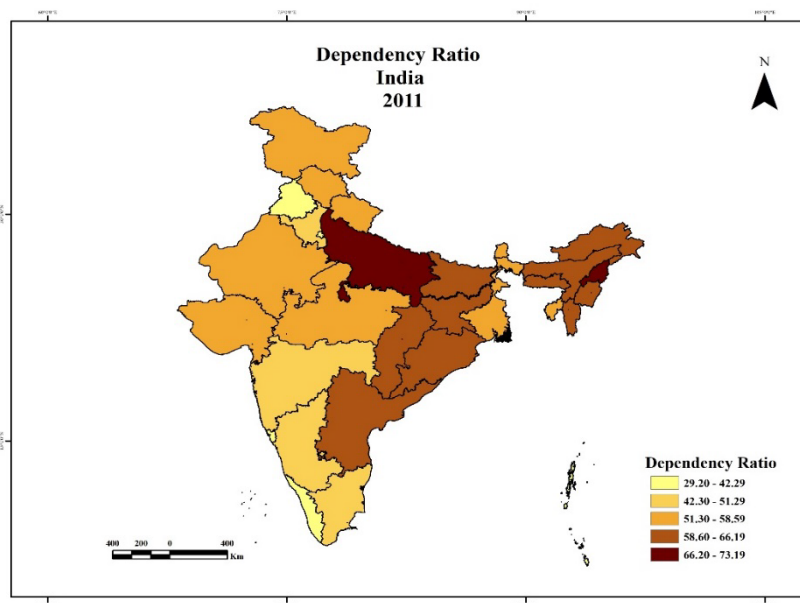 Dependency Ratio
India
2011
N
Dependency Ratio
29.20 - 42.29
42.30 - 51.29
51.30 - 58.59
58.60 - 66.19
66.20 - 73.19
400 200 0 400
Km